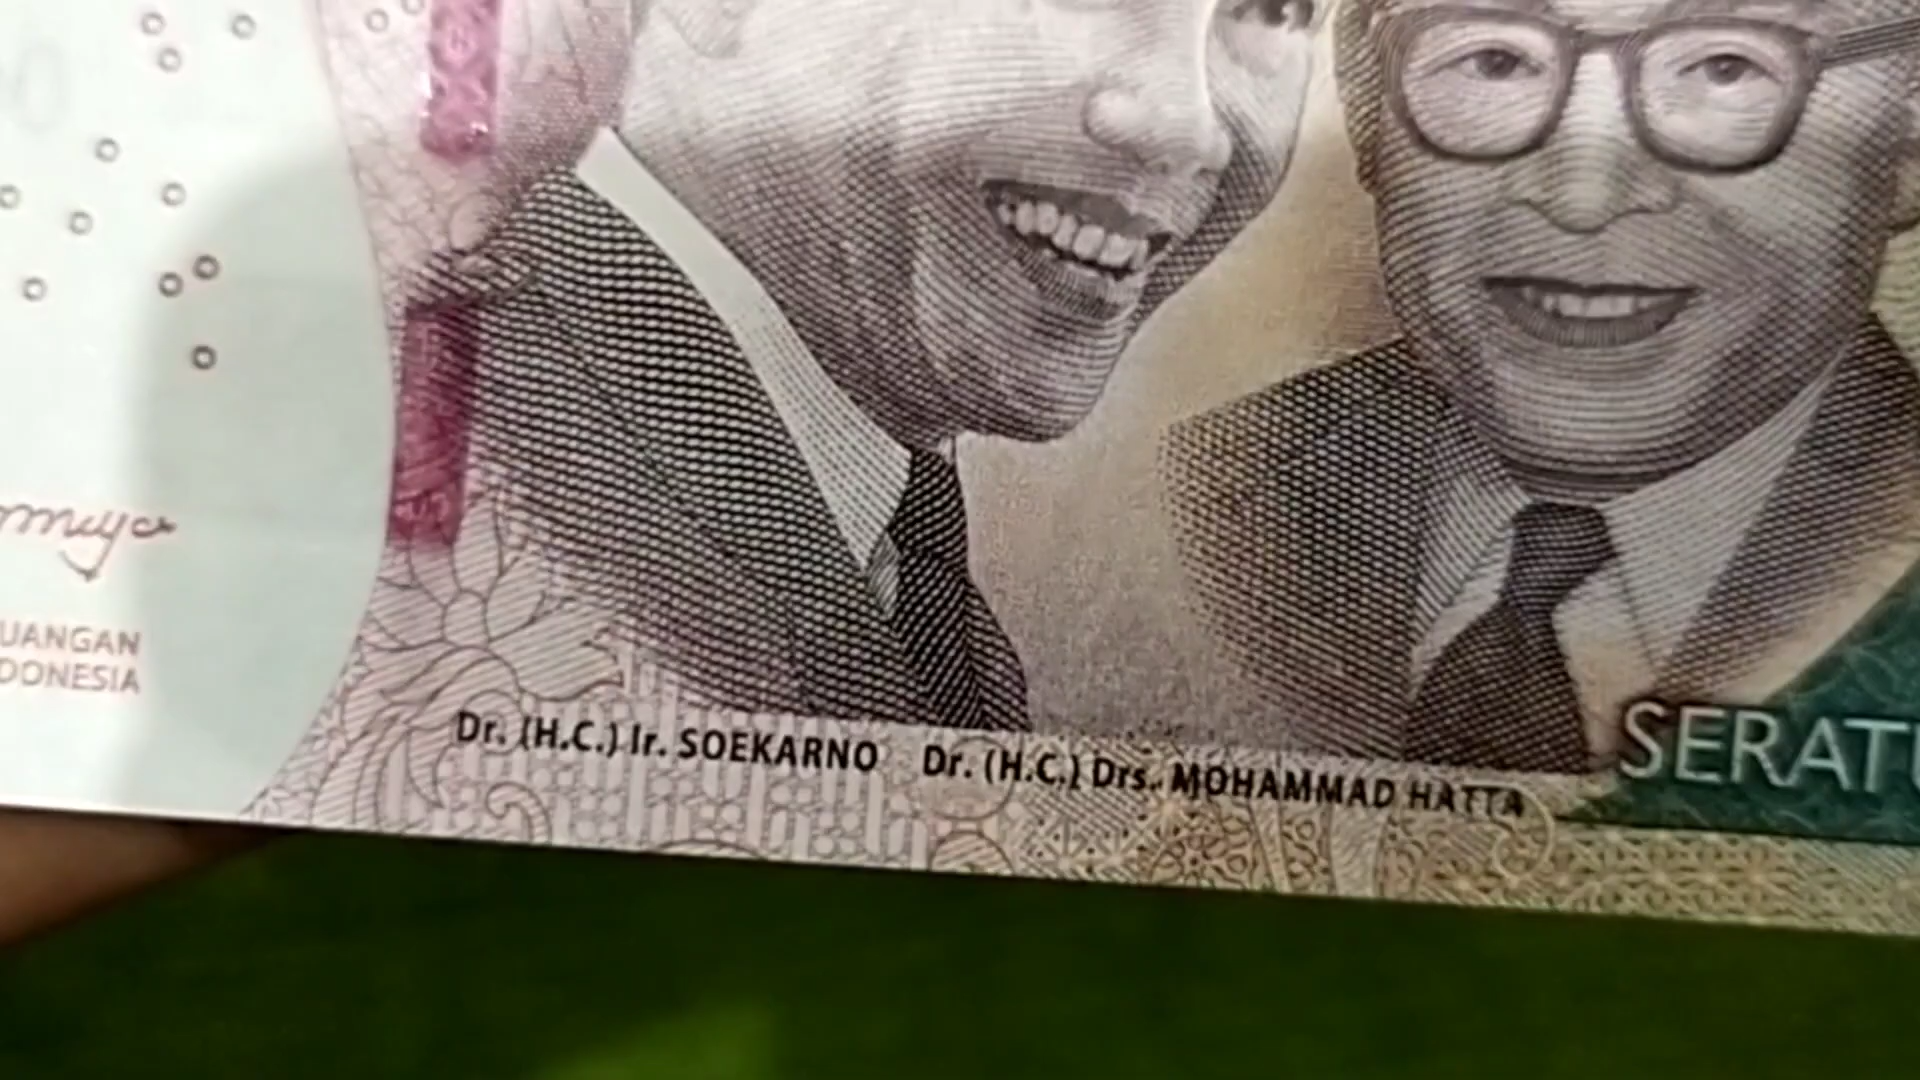 UANGAN
DONESIA
Dr. (H.C.) Ir. SOEKARNO Dr. (H.C.) Drs. MOHAMMAD HATTA
SERATU